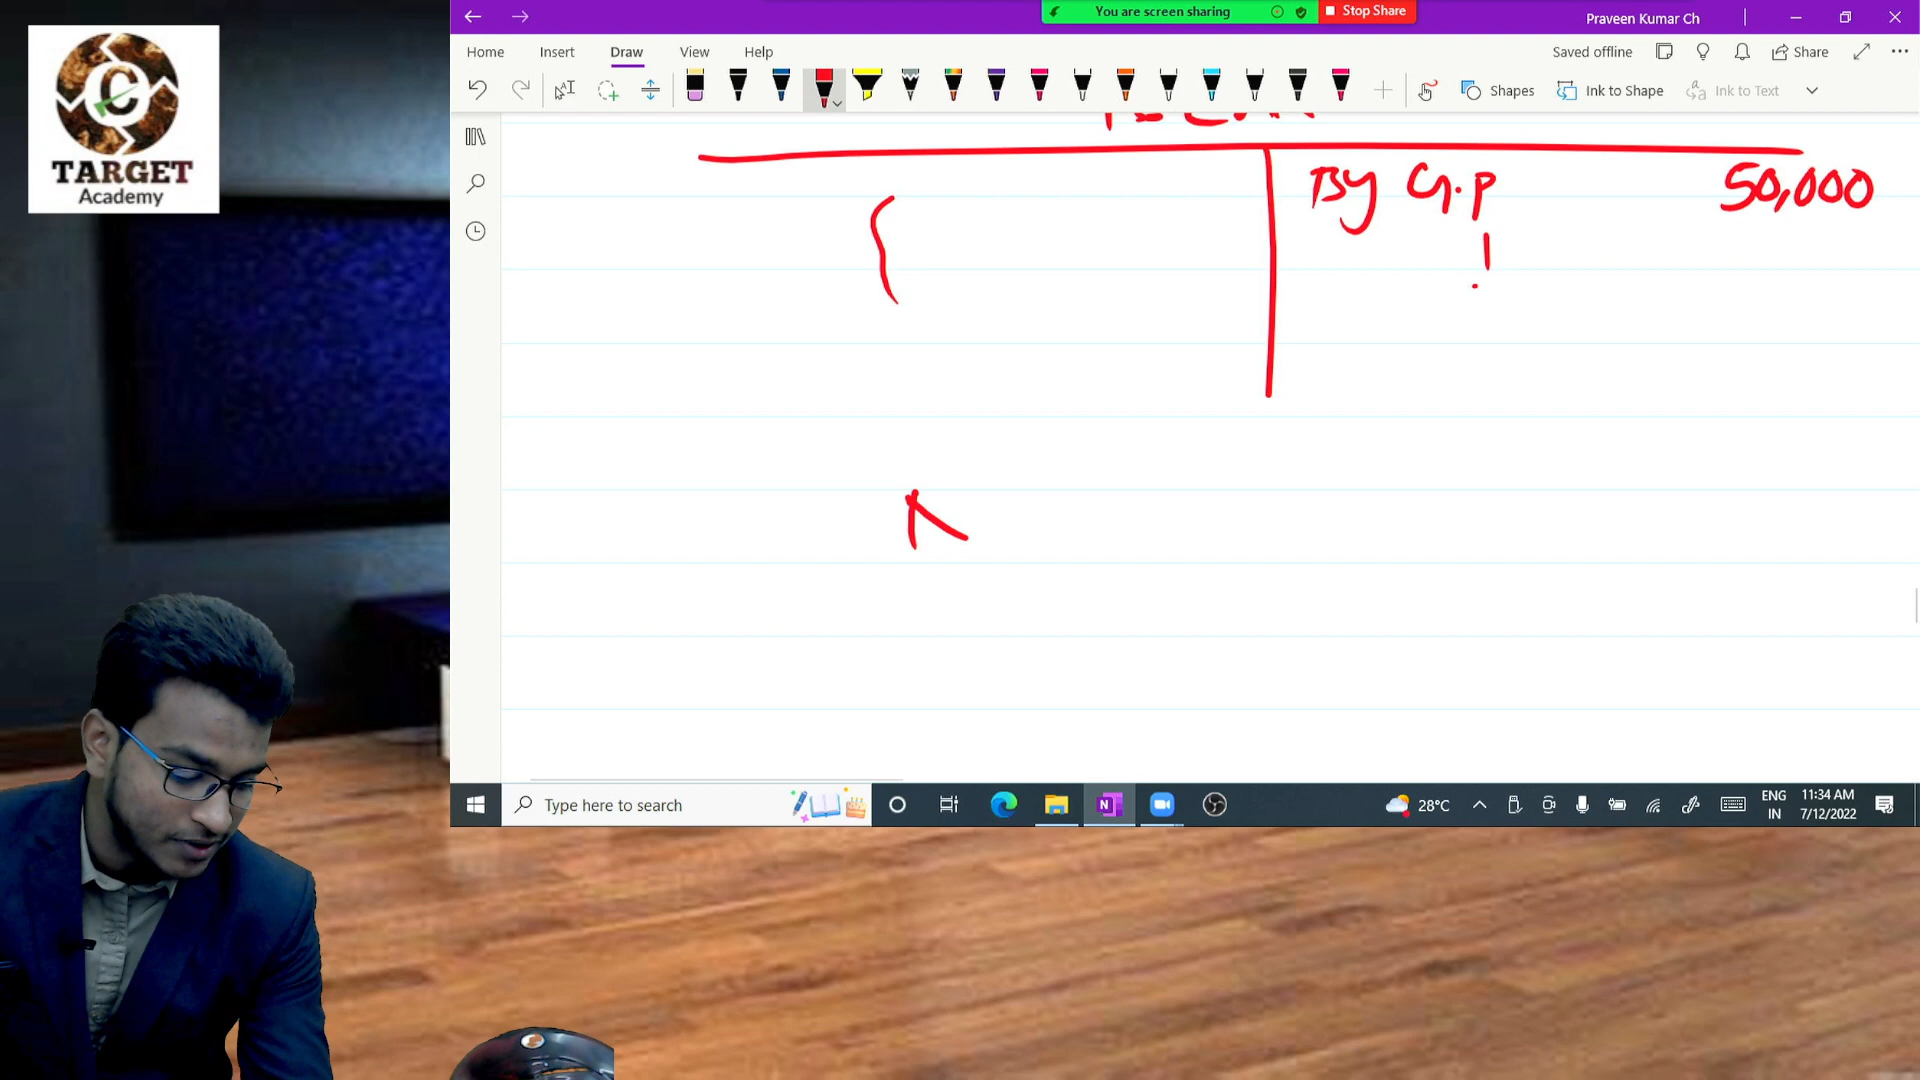 TARGET
Academy
You are screen sharing
Stop Share
Praveen Kumar Ch
Home Insert Draw View Help
Saved offline
Share
Shapes
Ink to Shape
Ink to Text
By G.P 50,000
Type here to search
28°C
ENG
IN
11:34 AM
7/12/2022